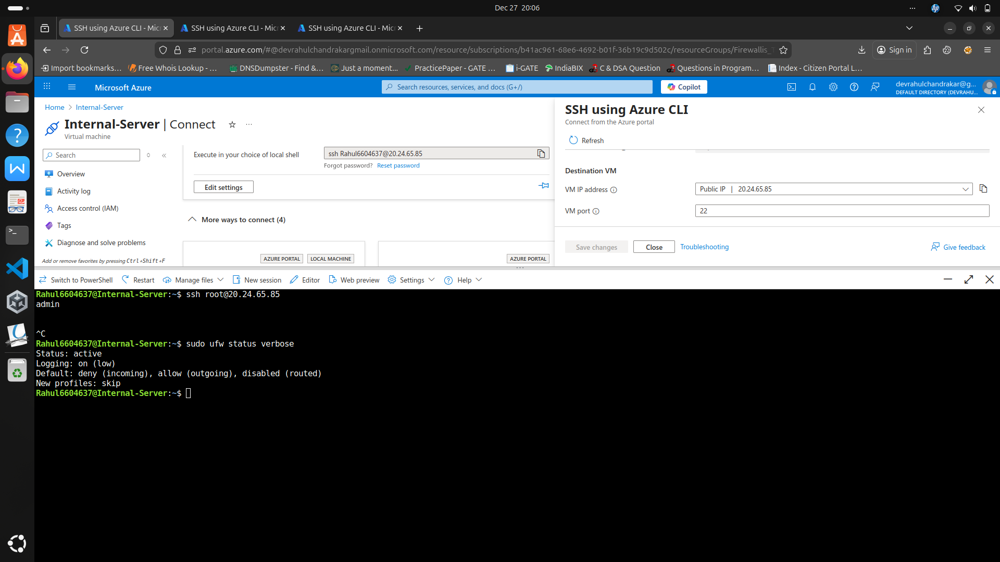 Dec 27 20:06
SSH using Azure CLI - Micr
SSH using Azure CLI - Micr
SSH using Azure CLI - Micr
portal.azure.com/#@devrahulchandrakargmail.onmicrosoft.com/resource/subscriptions/b41ac961-68e6-4692-b01f-36b19c9d502c/resourceGroups/Firewallis_T
Sign in
Import bookmarks...
Free Whois Lookup - ...
DNSDumpster - Find &...
Just a moment...
PracticePaper - GATE ...
i-GATE
IndiaBIX
C & DSA Question
Questions in Program...
Index - Citizen Portal L...
Microsoft Azure
Search resources, services, and docs (G+/)
Copilot
devrahulchandrakar@g...
DEFAULT DIRECTORY (DEVRAHU...
Home > Internal-Server
Internal-Server | Connect
Virtual machine
Search
Overview
Activity log
Access control (IAM)
Tags
Diagnose and solve problems
Add or remove favorites by pressing Ctrl+Shift+F
Execute in your choice of local shell
ssh Rahul6604637@20.24.65.85
Forgot password? Reset password
Edit settings
More ways to connect (4)
AZURE PORTAL LOCAL MACHINE
AZURE PORTAL
SSH using Azure CLI
Connect from the Azure portal
Refresh
Destination VM
VM IP address
Public IP | 20.24.65.85
VM port
22
Save changes
Close
Troubleshooting
Give feedback
Switch to PowerShell
Restart
Manage files
New session
Editor
Web preview
Settings
Help
Rahul6604637@Internal-Server:~$ ssh root@20.24.65.85
admin
^C
Rahul6604637@Internal-Server:~$ sudo ufw status verbose
Status: active
Logging: on (low)
Default: deny (incoming), allow (outgoing), disabled (routed)
New profiles: skip
Rahul6604637@Internal-Server:~$